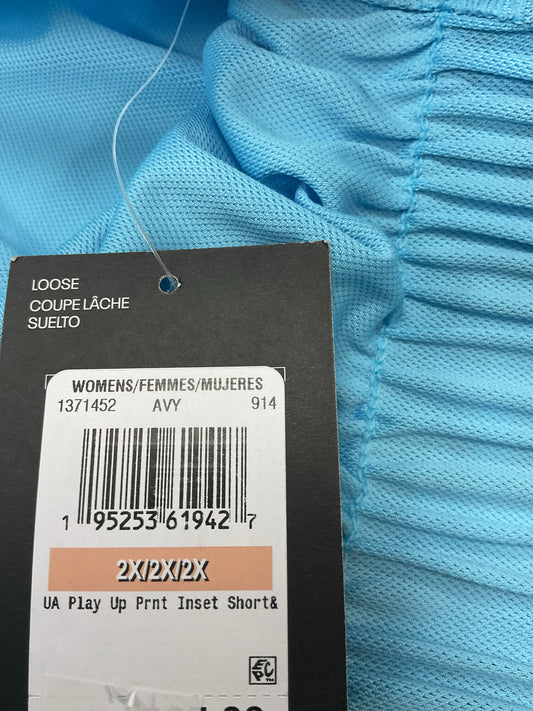 LOOSE
COUPE LÂCHE
SUELTO
WOMENS/FEMMES/MUJERES
1371452 AVY 914
1 95253 61942 7
2X/2X/2X
UA Play Up Prnt Inset Short&
EPC